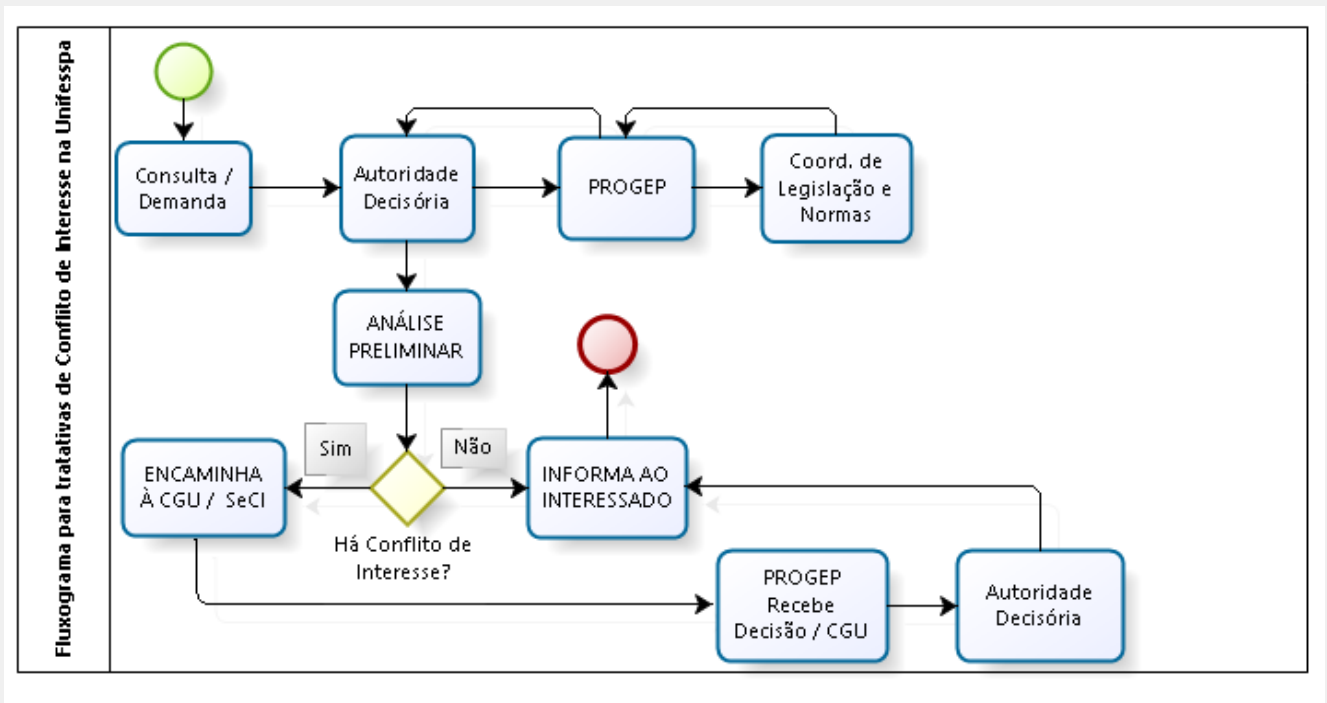 Fluxograma para tratativas de Conflito de Interesse na Unifesspa
Consulta /
Demanda
Autoridade
Decisória
PROGEP
Coord. de
Legislação e
Normas
ANÁLISE
PRELIMINAR
Sim
Não
ENCAMINHA
À CGU / SeCI
INFORMA AO
INTERESSADO
Há Conflito de
Interesse?
PROGEP
Recebe
Decisão / CGU
Autoridade
Decisória